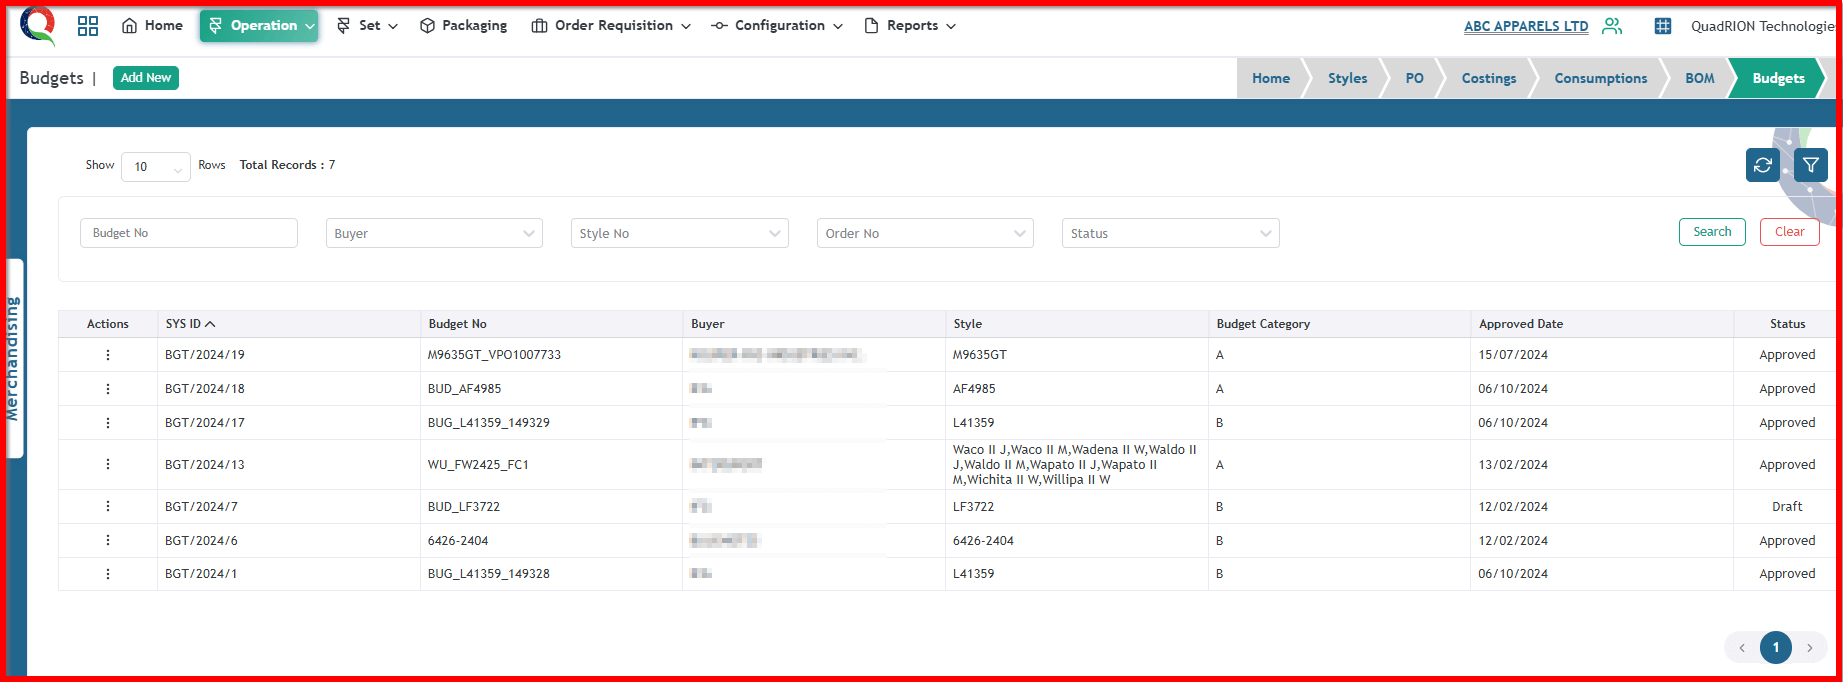 Home Operation Set Packaging Order Requisition Configuration Reports ABC APPARELS LTD QuadRION Technologie
Budgets | Add New Home Styles PO Costings Consumptions BOM Budgets
Show 10 Rows Total Records : 7
Budget No Buyer Style No Order No Status Search Clear
Merchandising
Actions SYS ID Budget No Buyer Style Budget Category Approved Date Status
BGT/2024/19 M9635GT_VPO1007733 M9635GT A 15/07/2024 Approved
BGT/2024/18 BUD_AF4985 AF4985 A 06/10/2024 Approved
BGT/2024/17 BUG_L41359_149329 L41359 B 06/10/2024 Approved
BGT/2024/13 WU_FW2425_FC1 Waco II J,Waco II M,Wadena II W,Waldo II
J,Waldo II M,Wapato II J,Wapato II
M,Wichita II W,Willipa II W A 13/02/2024 Approved
BGT/2024/7 BUD_LF3722 LF3722 B 12/02/2024 Draft
BGT/2024/6 6426-2404 6426-2404 B 12/02/2024 Approved
BGT/2024/1 BUG_L41359_149328 L41359 B 06/10/2024 Approved
1